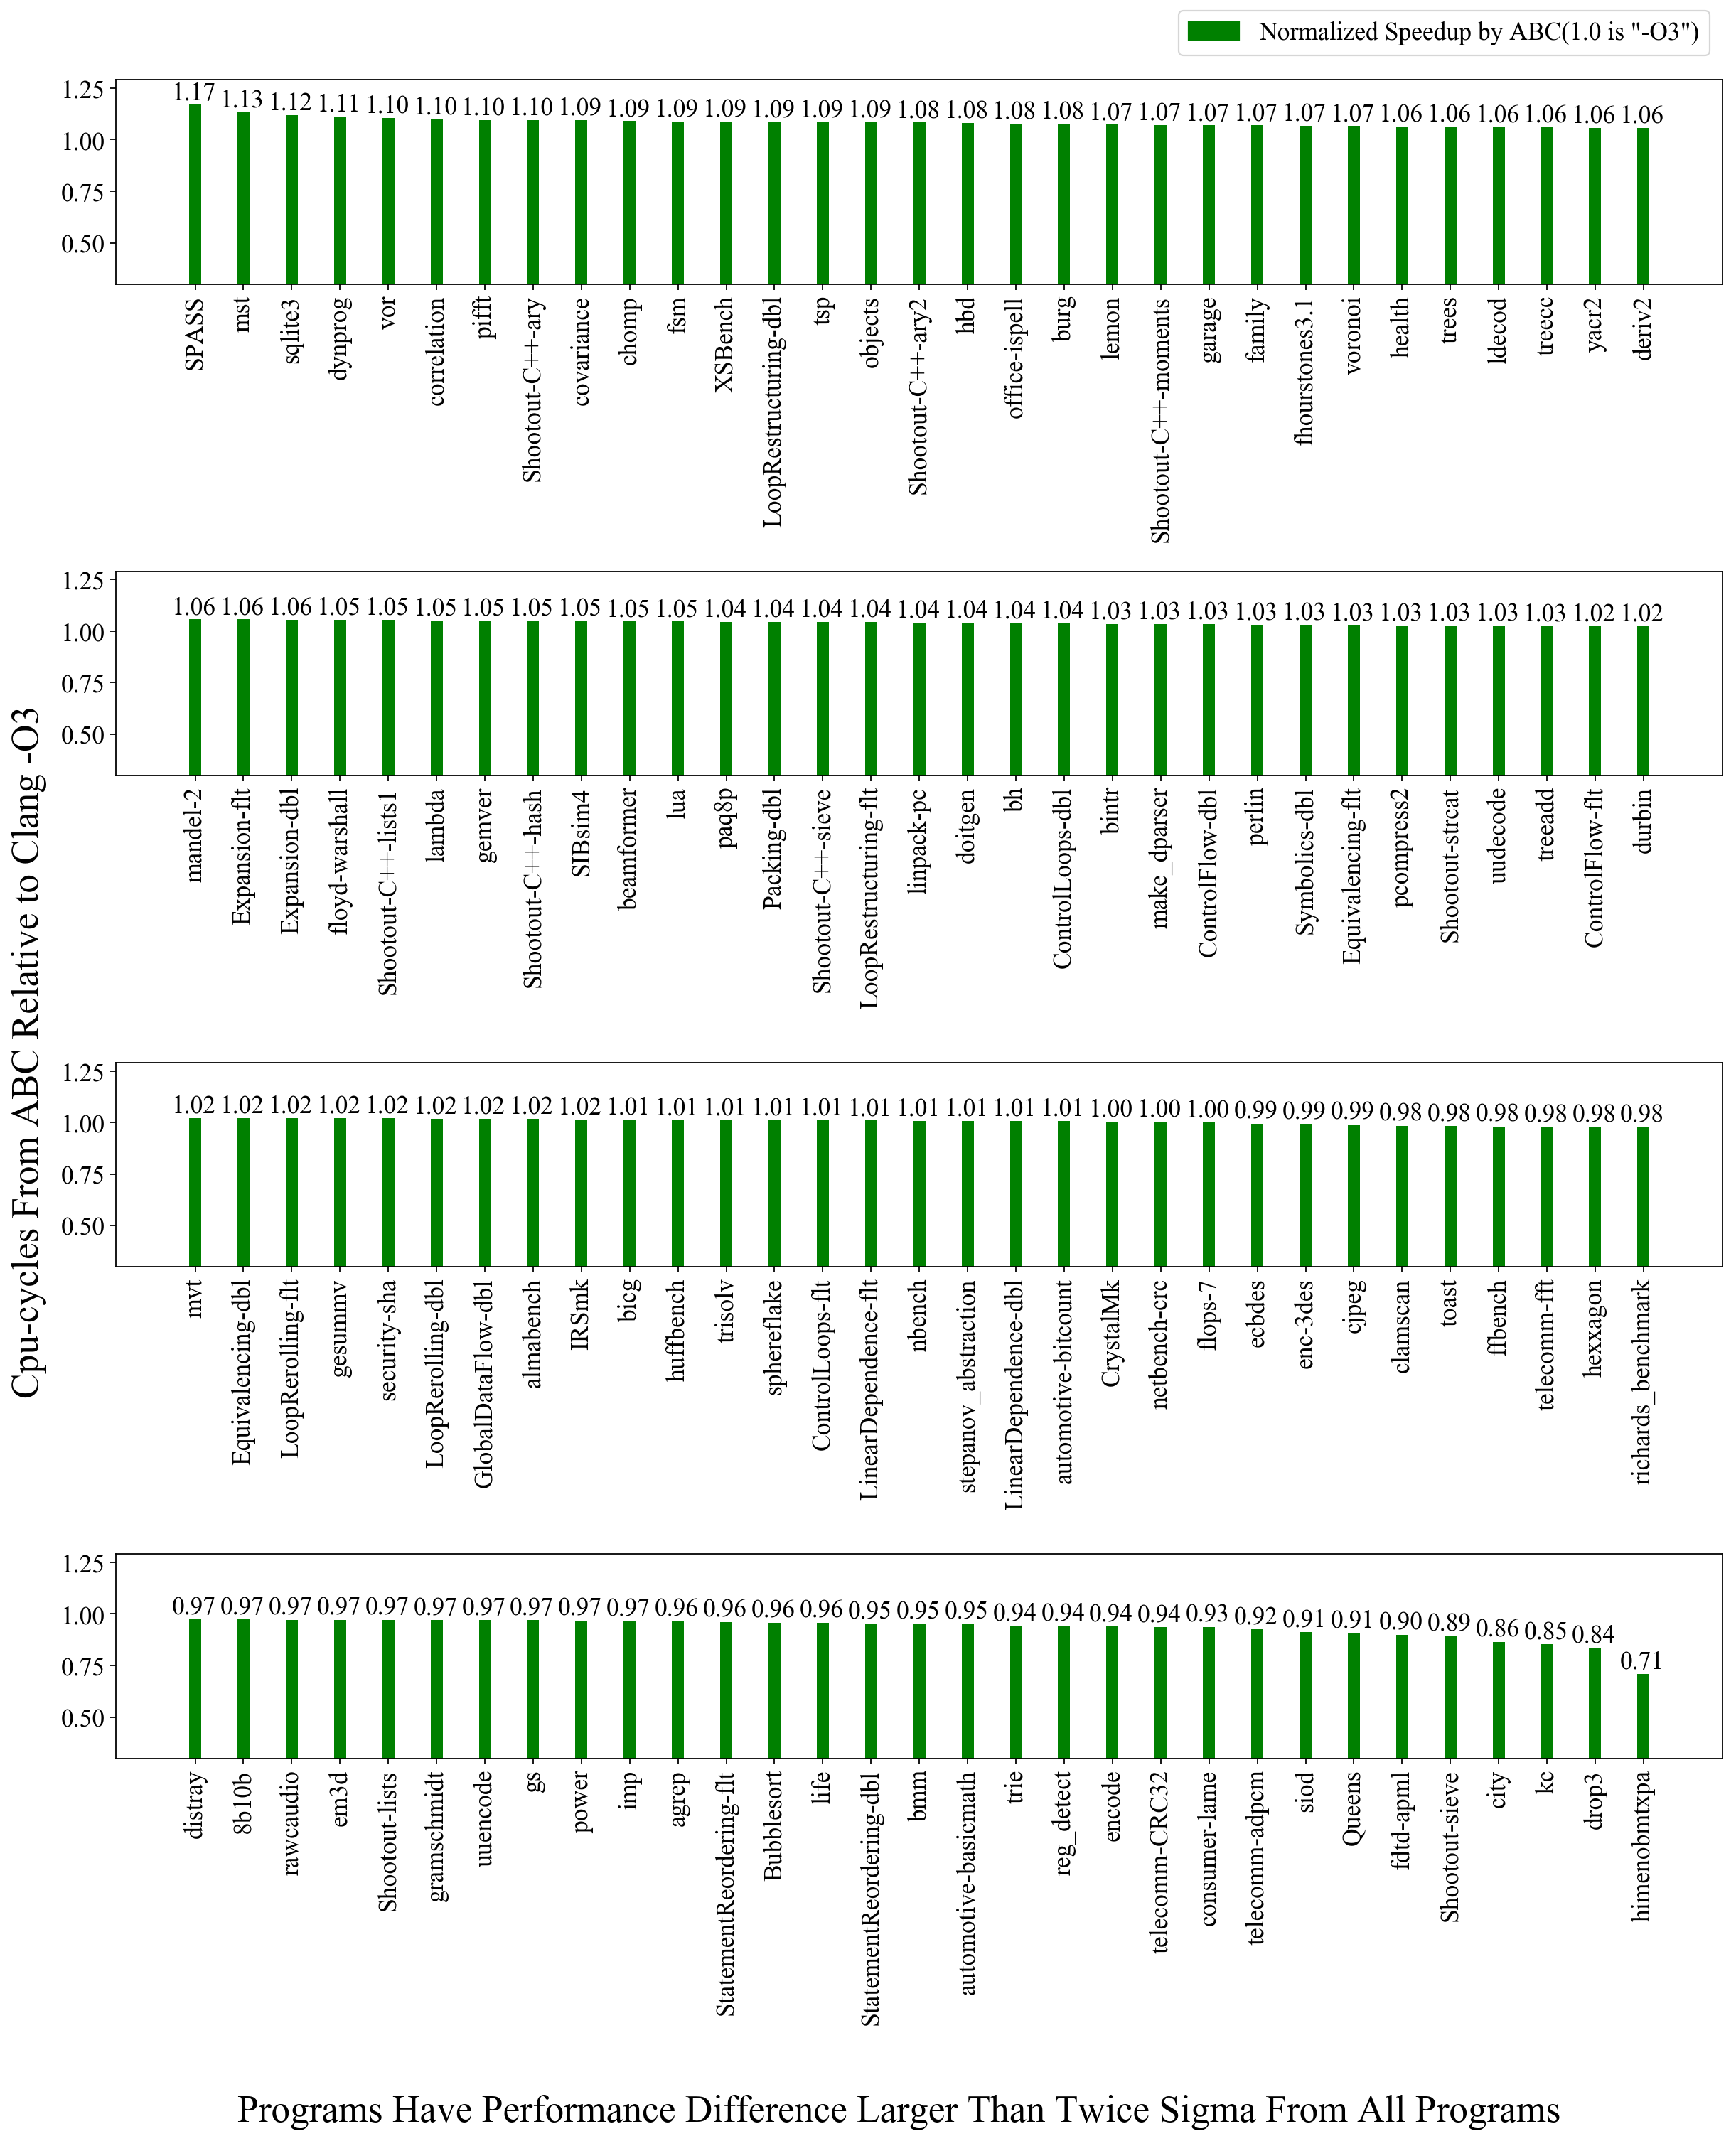 Normalized Speedup by ABC(1.0 is "-O3")
1.25
1.00
0.75
0.50
1.17 1.13 1.12 1.11 1.10 1.10 1.10 1.10 1.09 1.09 1.09 1.09 1.09 1.09 1.09 1.08 1.08 1.08 1.08 1.07 1.07 1.07 1.07 1.07 1.07 1.06 1.06 1.06 1.06 1.06 1.06
SPASS
mst
sqlite3
dynprog
vor
correlation
pifft
Shootout-C++-ary
covariance
chomp
fsm
XSBench
LoopRestructuring-dbl
tsp
objects
Shootout-C++-ary2
hbd
office-ispell
burg
lemon
Shootout-C++-moments
garage
family
fhourstones3.1
voronoi
health
trees
ldecod
treecc
yacr2
deriv2
Cpu-cycles From ABC Relative to Clang -O3
1.25
1.00
0.75
0.50
1.06 1.06 1.06 1.05 1.05 1.05 1.05 1.05 1.05 1.05 1.05 1.04 1.04 1.04 1.04 1.04 1.04 1.04 1.04 1.03 1.03 1.03 1.03 1.03 1.03 1.03 1.03 1.03 1.03 1.02 1.02
mandel-2
Expansion-flt
Expansion-dbl
floyd-warshall
Shootout-C++-lists1
lambda
gemver
Shootout-C++-hash
SIBsim4
beamformer
lua
paq8p
Packing-dbl
Shootout-C++-sieve
LoopRestructuring-flt
linpack-pc
doitgen
bh
ControlLoops-dbl
bintr
make_dparser
ControlFlow-dbl
perlin
Symbolics-dbl
Equivalencing-flt
pcompress2
Shootout-strcat
uudecode
treeadd
ControlFlow-flt
durbin
1.25
1.00
0.75
0.50
1.02 1.02 1.02 1.02 1.02 1.02 1.02 1.02 1.02 1.01 1.01 1.01 1.01 1.01 1.01 1.01 1.01 1.01 1.01 1.00 1.00 1.00 0.99 0.99 0.99 0.98 0.98 0.98 0.98 0.98 0.98
mvt
Equivalencing-dbl
LoopRerolling-flt
gesummv
security-sha
LoopRerolling-dbl
GlobalDataFlow-dbl
almabench
IRSmk
bicg
huffbench
trisolv
sphereflake
ControlLoops-flt
LinearDependence-flt
nbench
stepanov_abstraction
LinearDependence-dbl
automotive-bitcount
CrystalMk
netbench-crc
flops-7
ecbdes
enc-3des
cjpeg
clamscan
toast
ffbench
telecomm-fft
hexxagon
richards_benchmark
1.25
1.00
0.75
0.50
0.97 0.97 0.97 0.97 0.97 0.97 0.97 0.97 0.97 0.97 0.96 0.96 0.96 0.96 0.95 0.95 0.95 0.94 0.94 0.94 0.94 0.93 0.92 0.91 0.91 0.90 0.89 0.86 0.85 0.84 0.71
distray
8b10b
rawcaudio
em3d
Shootout-lists
gramschmidt
uuencode
gs
power
imp
agrep
StatementReordering-flt
Bubblesort
life
StatementReordering-dbl
bmm
automotive-basicmath
trie
reg_detect
encode
telecomm-CRC32
consumer-lame
telecomm-adpcm
siod
Queens
fdtd-apml
Shootout-sieve
city
kc
drop3
himenobmtxpa
Programs Have Performance Difference Larger Than Twice Sigma From All Programs